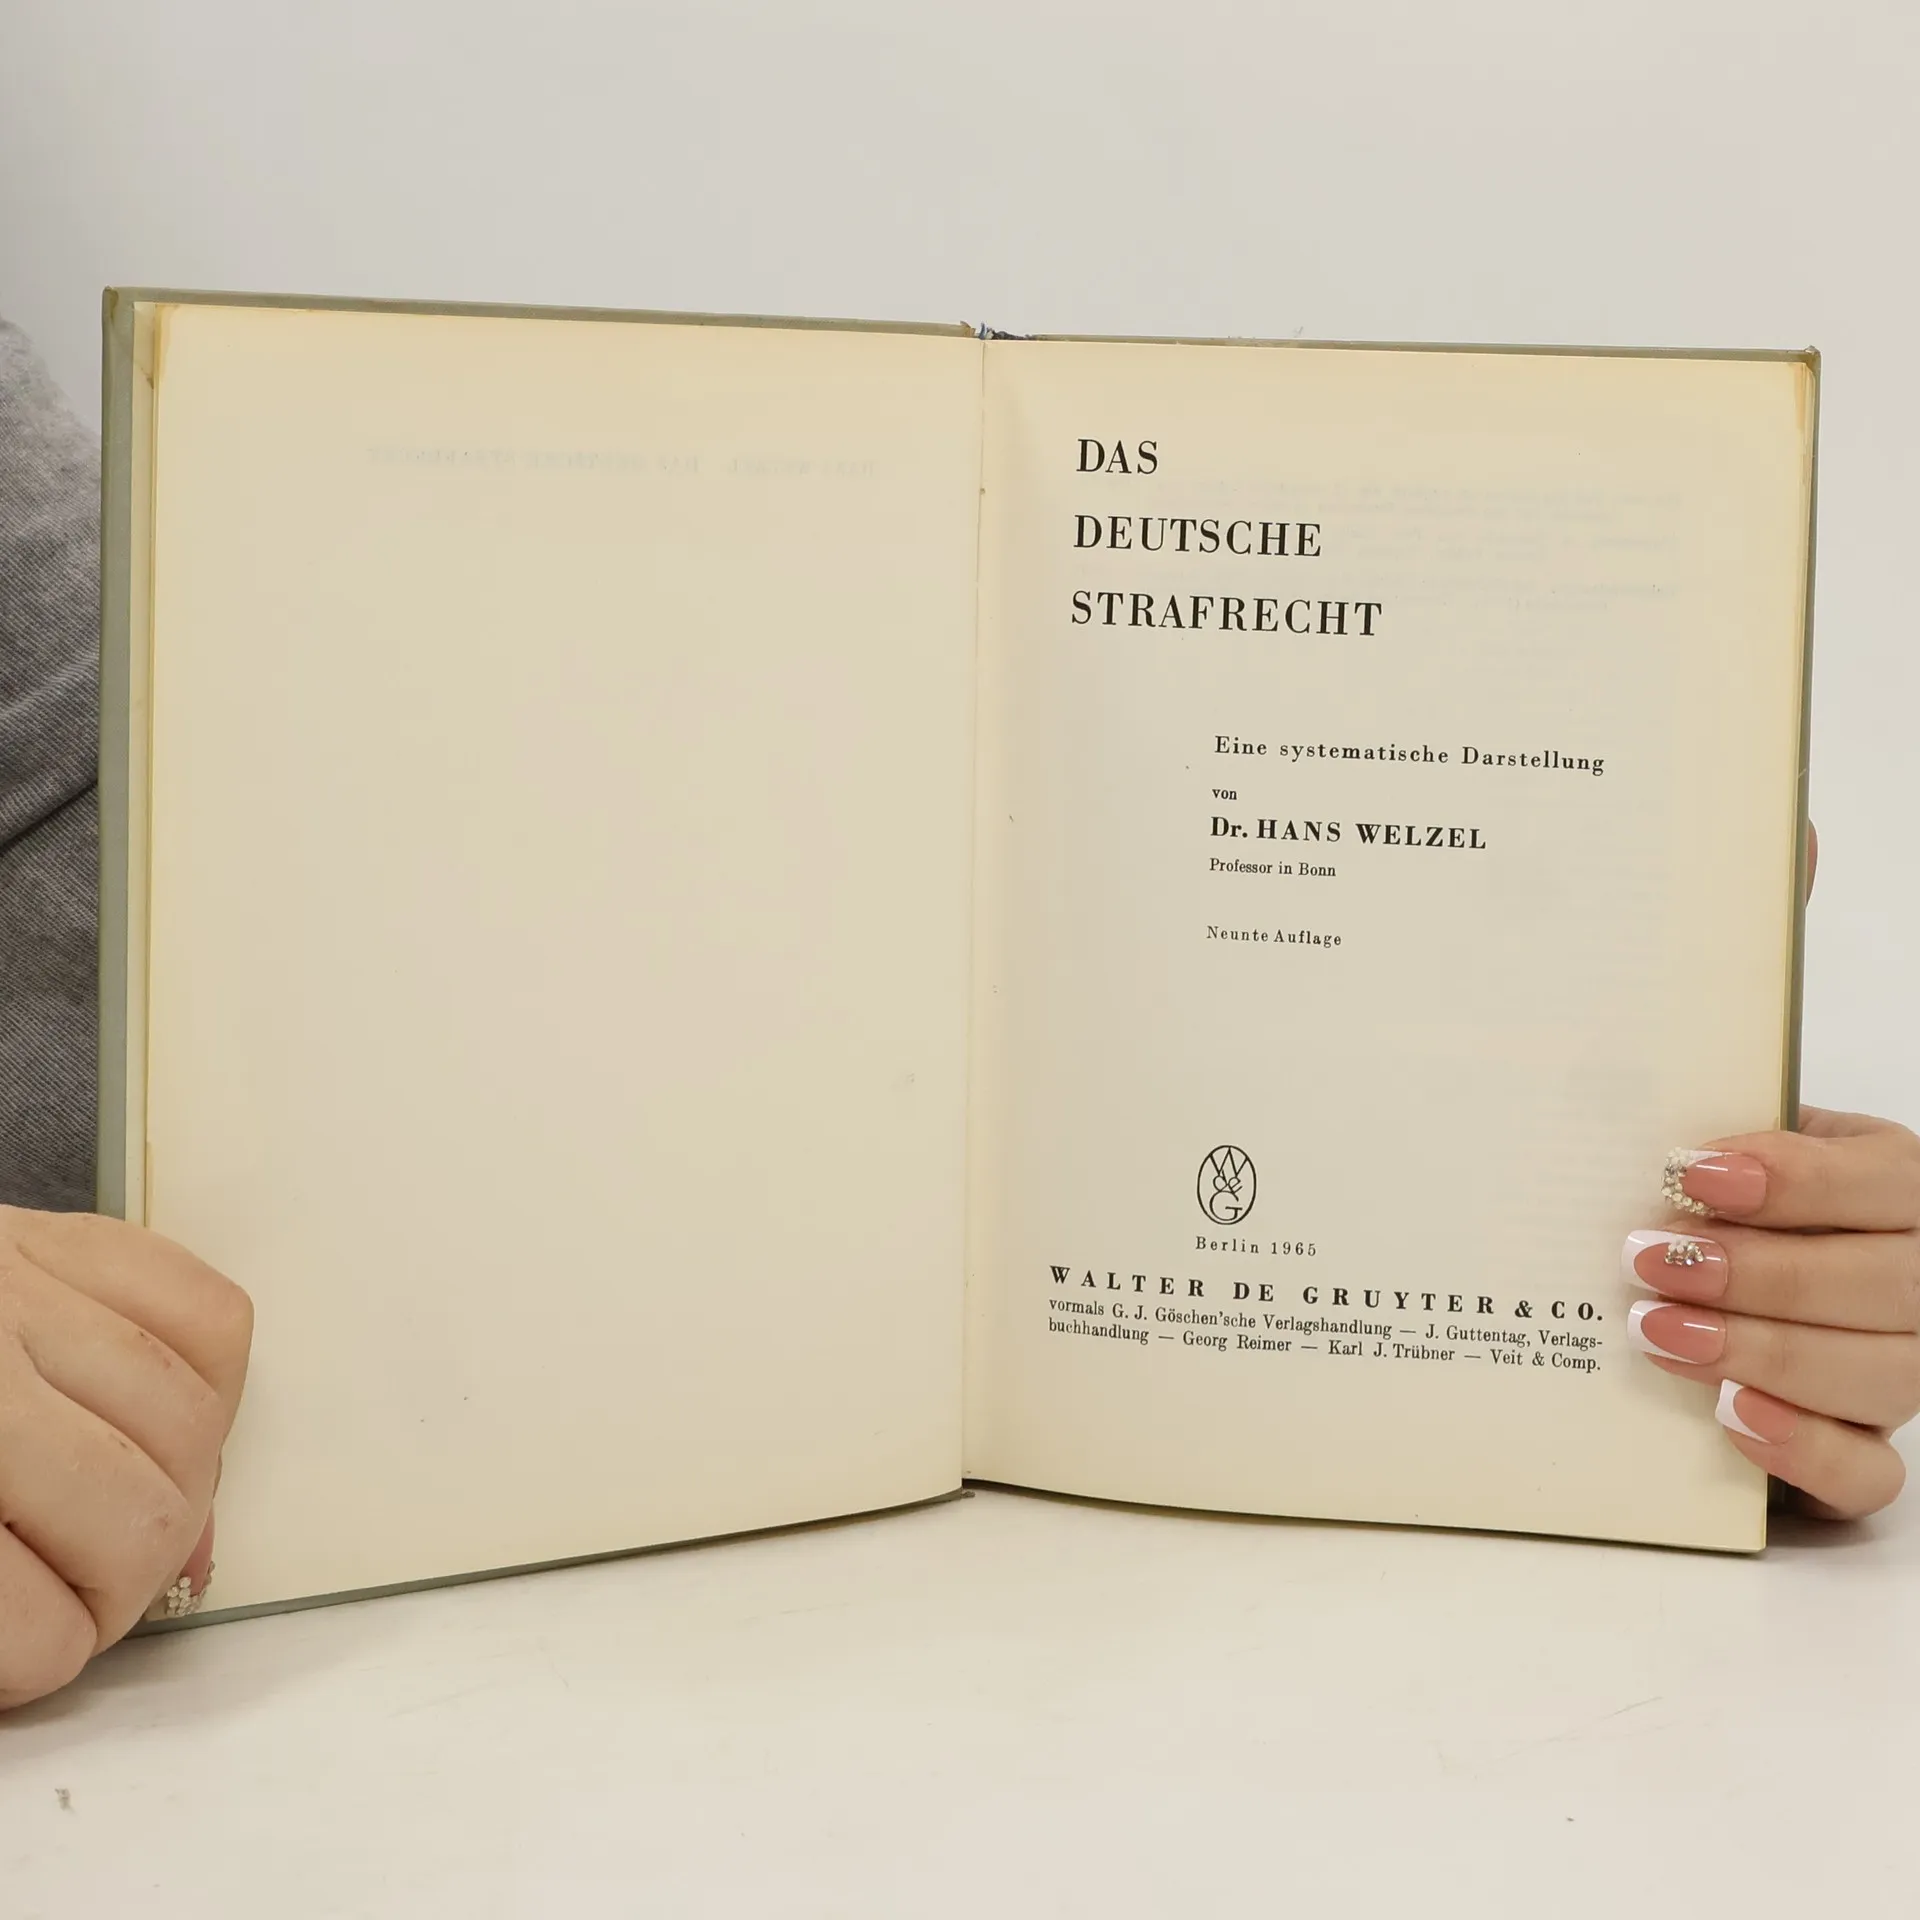 DAS
DEUTSCHE
STRAFRECHT
Eine systematische Darstellung
von
Dr. HANS WELZEL
Professor in Bonn
Neunte Auflage
W
de
G
Berlin 1965
WALTER DE GRUYTER & CO.
vormals G. J. Göschen'sche Verlagshandlung — J. Guttentag, Verlags-
buchhandlung — Georg Reimer — Karl J. Trübner — Veit & Comp.